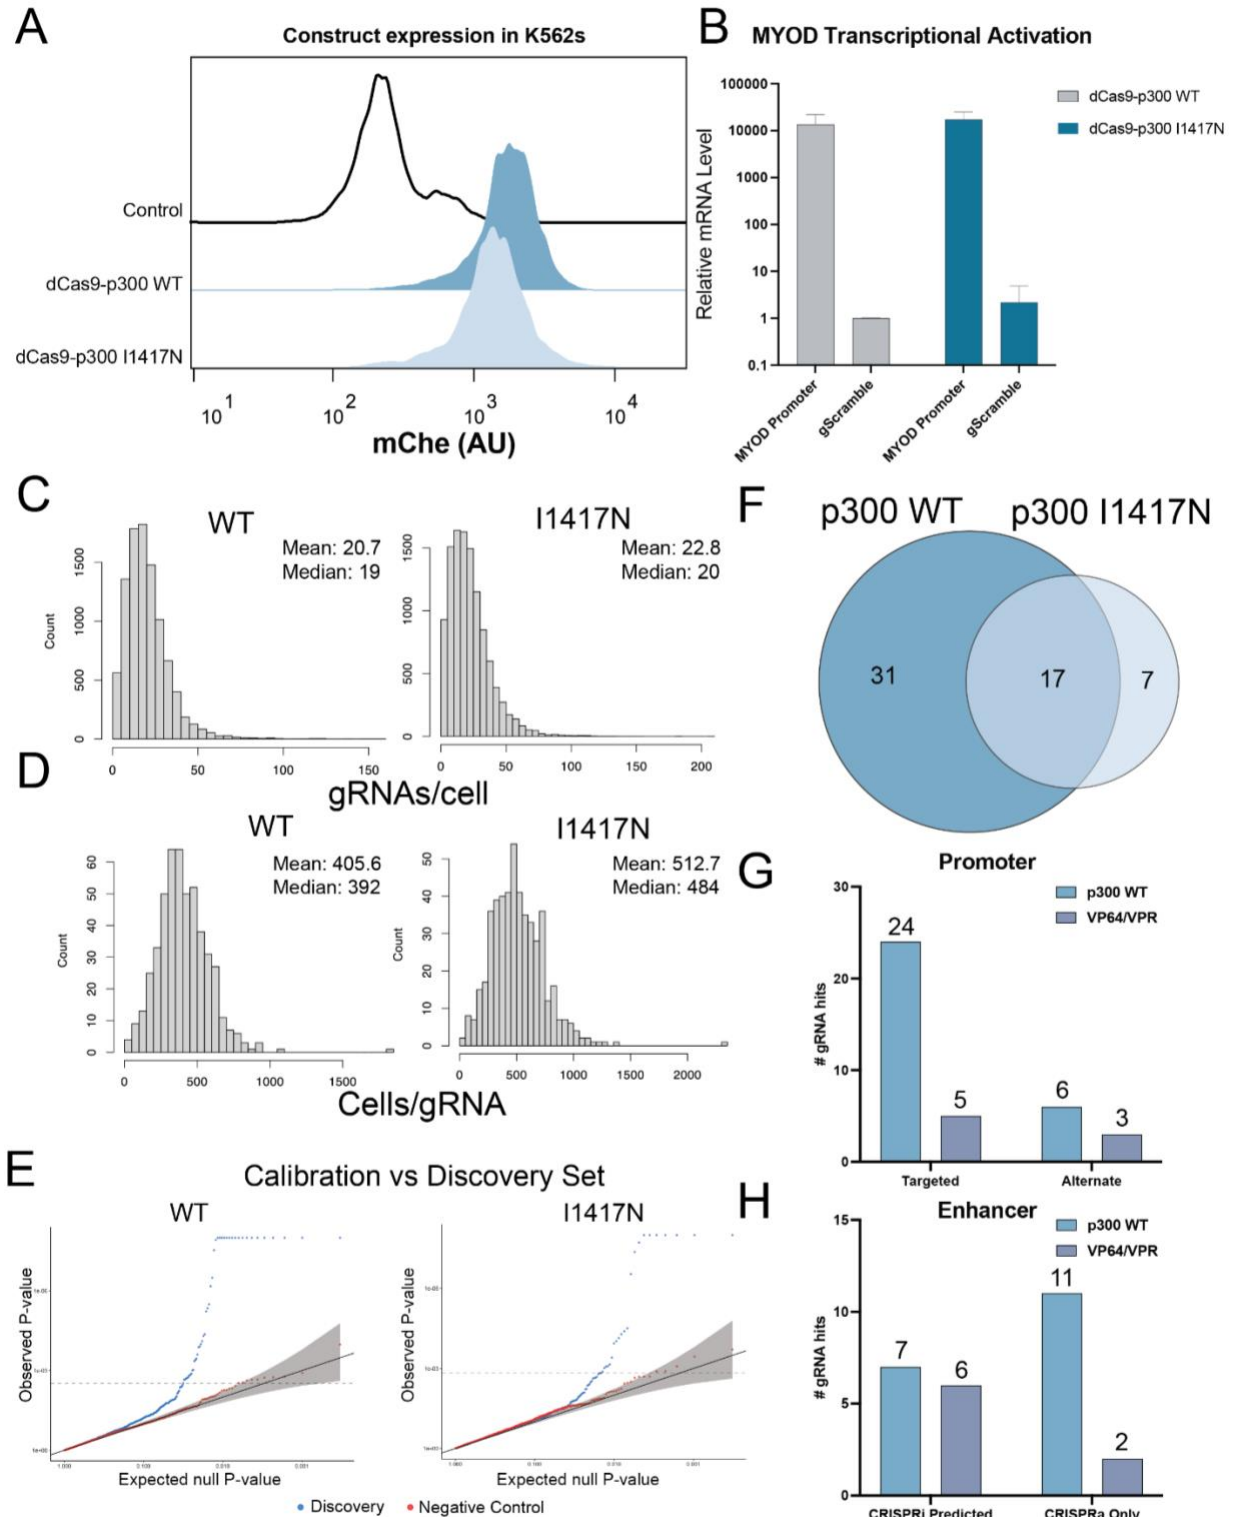 A
Construct expression in K562s
Control
dCas9-p300 WT
dCas9-p300 I1417N
10^1
10^2
10^3
10^4
mChe (AU)
B
MYOD Transcriptional Activation
Relative mRNA Level
100000
10000
1000
100
10
1
0.1
dCas9-p300 WT
dCas9-p300 I1417N
MYOD Promoter
gScramble
MYOD Promoter
gScramble
C
WT
Mean: 20.7
Median: 19
Count
1500
1000
500
0
0 50 100 150
I1417N
Mean: 22.8
Median: 20
Count
1500
1000
500
0
0 50 100 150 200
gRNAs/cell
D
WT
Mean: 405.6
Median: 392
Count
60
50
40
30
20
10
0
0 500 1000 1500
I1417N
Mean: 512.7
Median: 484
Count
50
40
30
20
10
0
0 500 1000 1500 2000
Cells/gRNA
E
Calibration vs Discovery Set
WT
Observed P-value
Expected null P-value
I1417N
Observed P-value
Expected null P-value
Discovery
Negative Control
F
p300 WT
p300 I1417N
31
17
7
G
Promoter
# gRNA hits
30
20
10
0
p300 WT
VP64/VPR
24
5
6
3
Targeted
Alternate
H
Enhancer
# gRNA hits
15
10
5
0
p300 WT
VP64/VPR
7
6
11
2
CRISPRi Predicted
CRISPRa Only